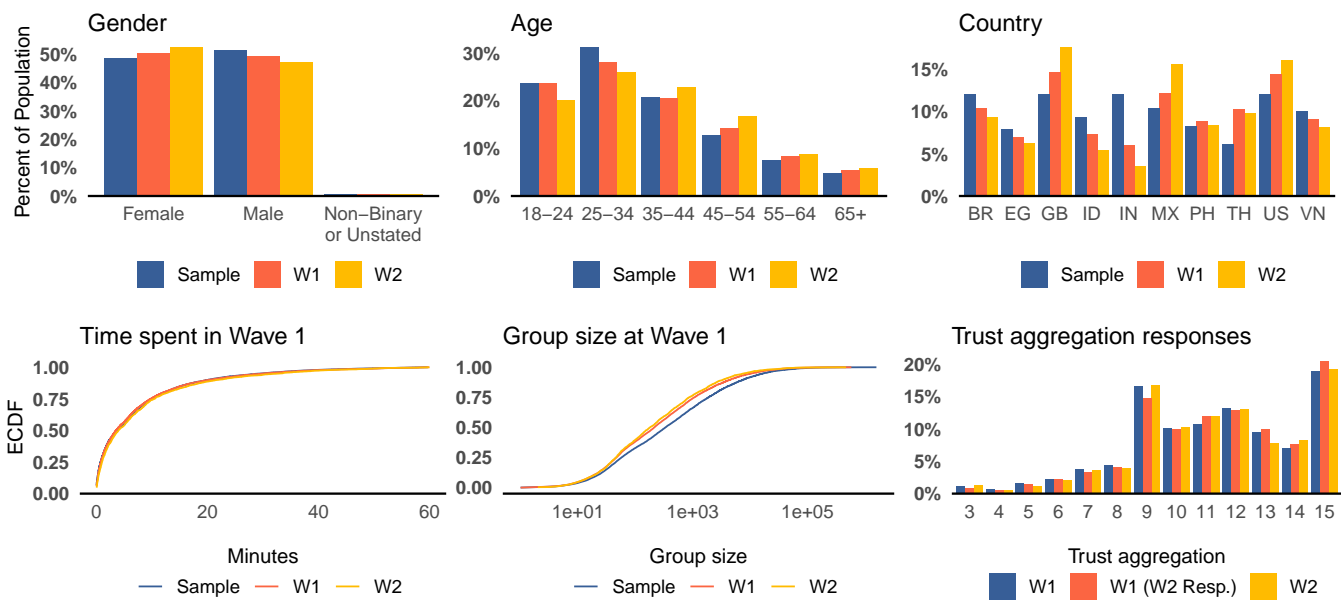 Gender
Percent of Population
50%
40%
30%
20%
10%
0%
Female Male Non−Binary
or Unstated
Sample W1 W2
Age
30%
20%
10%
0%
18−24 25−34 35−44 45−54 55−64 65+
Sample W1 W2
Country
15%
10%
5%
0%
BR EG GB ID IN MX PH TH US VN
Sample W1 W2
Time spent in Wave 1
ECDF
1.00
0.75
0.50
0.25
0.00
0 20 40 60
Minutes
Sample W1 W2
Group size at Wave 1
1.00
0.75
0.50
0.25
0.00
1e+01 1e+03 1e+05
Group size
Sample W1 W2
Trust aggregation responses
20%
15%
10%
5%
0%
3 4 5 6 7 8 9 10 11 12 13 14 15
Trust aggregation
W1 W1 (W2 Resp.) W2